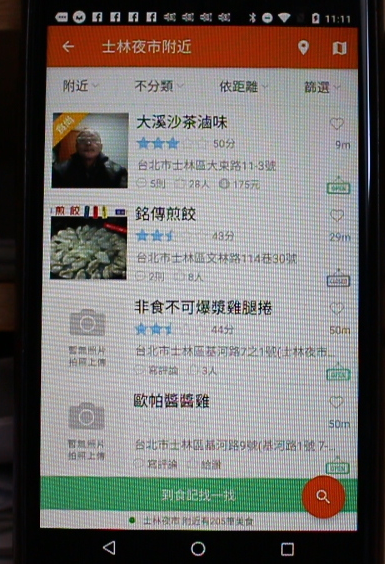 11:11
士林夜市附近
附近 不分類 依距離 篩選
大溪沙茶滷味
50分 9m
台北市士林區大東路11-3號
5則 28人 175元 OPEN
煎餃
銘傳煎餃
43分 29m
台北市士林區文林路114巷30號
2則 8人 CLOSED
非食不可爆漿雞腿捲
44分 50m
暫無照片
拍照上傳
台北市士林區基河路7之1號(士林夜市...
寫評論 3人 OPEN
歐帕醬醬雞
50m
暫無照片
拍照上傳
台北市士林區基河路9號(基河路1號 7-...
寫評論 給讚 OPEN
到食記找一找
士林夜市 附近有205筆美食